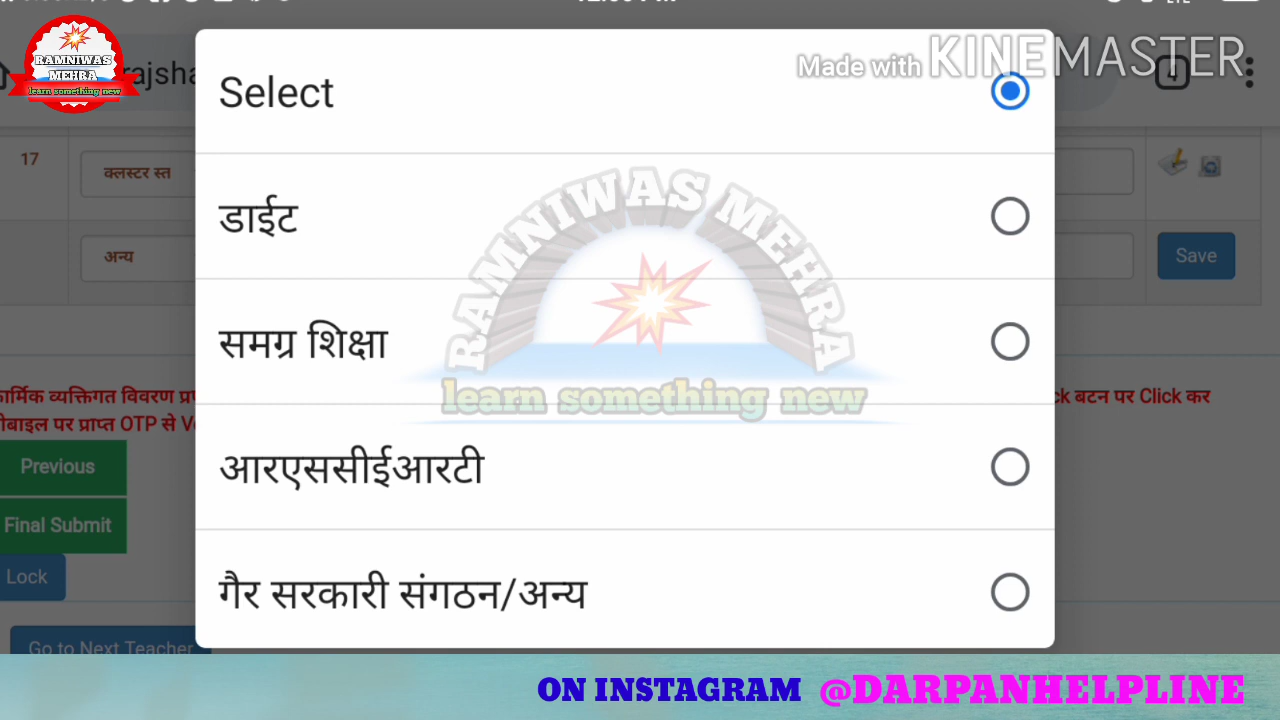 RAMNIWAS
MEHRA
learn something new
Made with KINEMASTER
rajsha
4
Select
डाईट
समग्र शिक्षा
आरएससीईआरटी
गैर सरकारी संगठन/अन्य
RAMNIWAS MEHRA
learn something new
17
क्लस्टर स्त
अन्य
Save
कार्मिक व्यक्तिगत विवरण प्र
ck बटन पर Click कर
ोबाइल पर प्राप्त OTP से V
Previous
Final Submit
Lock
Go to Next Teacher
ON INSTAGRAM @DARPANHELPLINE